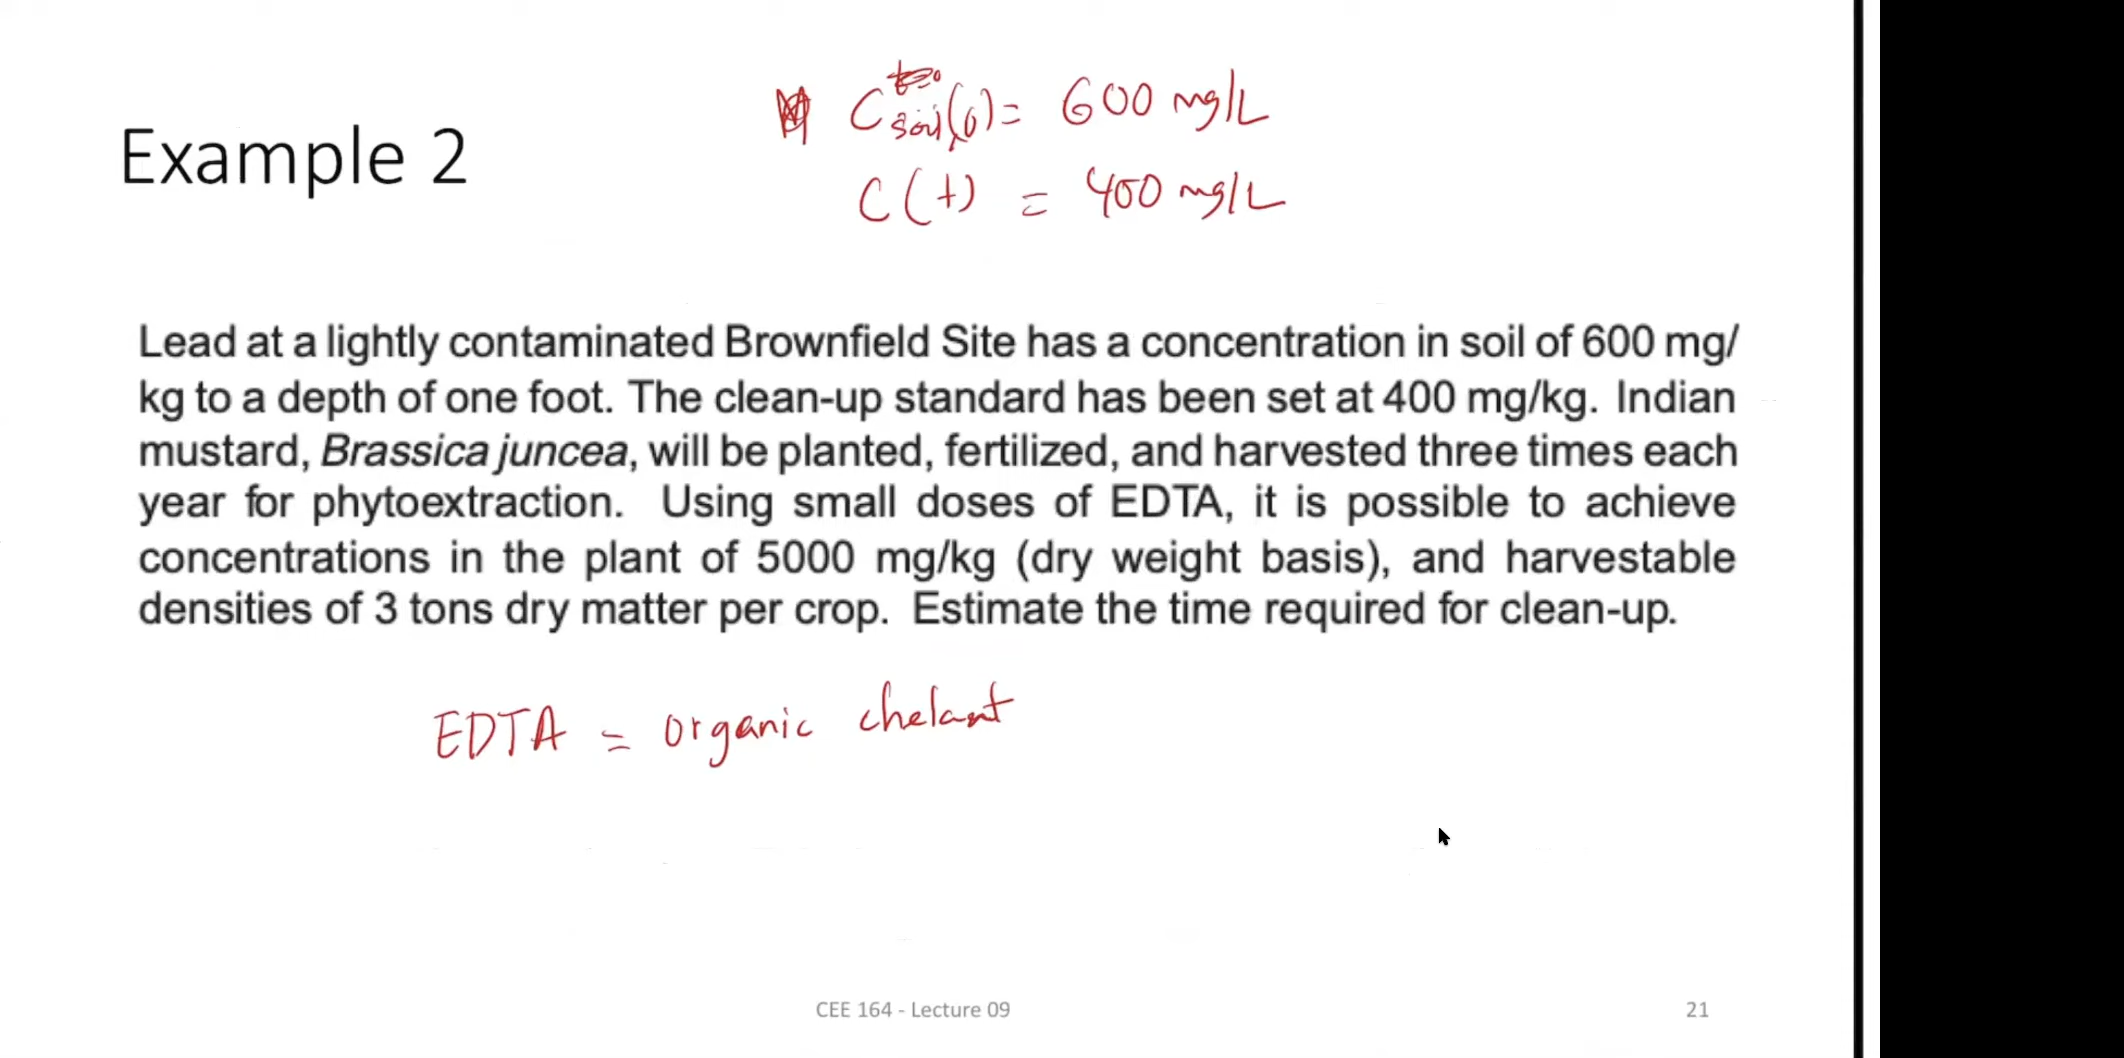 C soil(0) = 600 mg/L
Example 2
C(t) = 400 mg/L
Lead at a lightly contaminated Brownfield Site has a concentration in soil of 600 mg/
kg to a depth of one foot. The clean-up standard has been set at 400 mg/kg. Indian
mustard, Brassica juncea, will be planted, fertilized, and harvested three times each
year for phytoextraction. Using small doses of EDTA, it is possible to achieve
concentrations in the plant of 5000 mg/kg (dry weight basis), and harvestable
densities of 3 tons dry matter per crop. Estimate the time required for clean-up.
EDTA = organic chelant
CEE 164 - Lecture 09
21